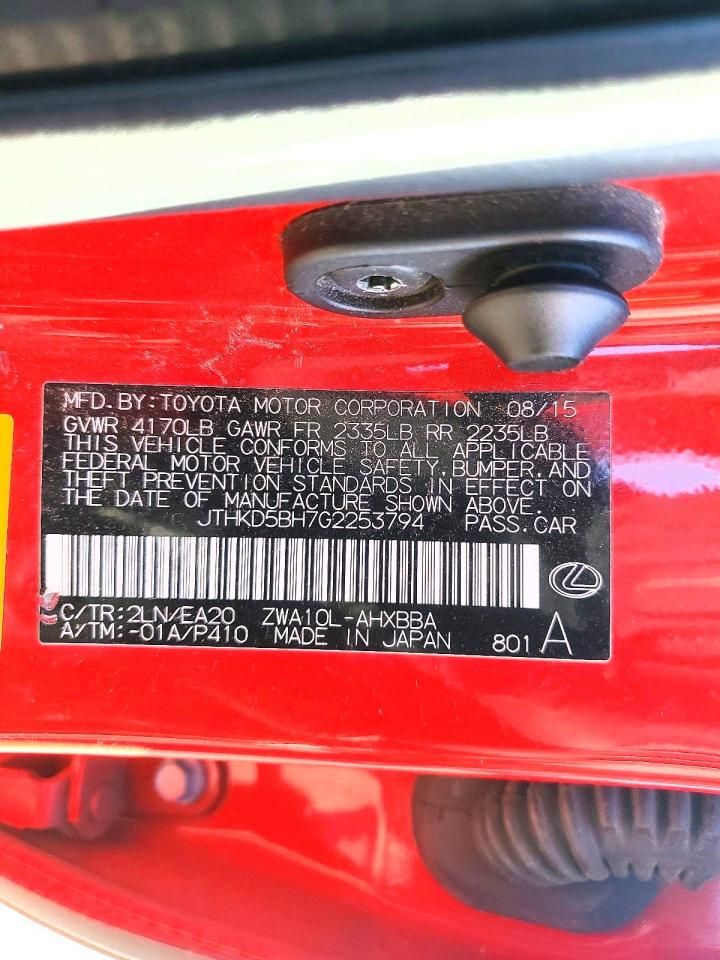 MFD.BY:TOYOTA MOTOR CORPORATION 08/15
GVWR 4170LB GAWR FR 2335LB RR 2235LB
THIS VEHICLE CONFORMS TO ALL APPLICABLE
FEDERAL MOTOR VEHICLE SAFETY,BUMPER,AND
THEFT PREVENTION STANDARDS IN EFFECT ON
THE DATE OF MANUFACTURE SHOWN ABOVE.
JTHKD5BH7G2253794 PASS.CAR
C/TR:2LN/EA20 ZWA10L-AHXBBA
A/TM:-01A/P410 MADE IN JAPAN 801 A